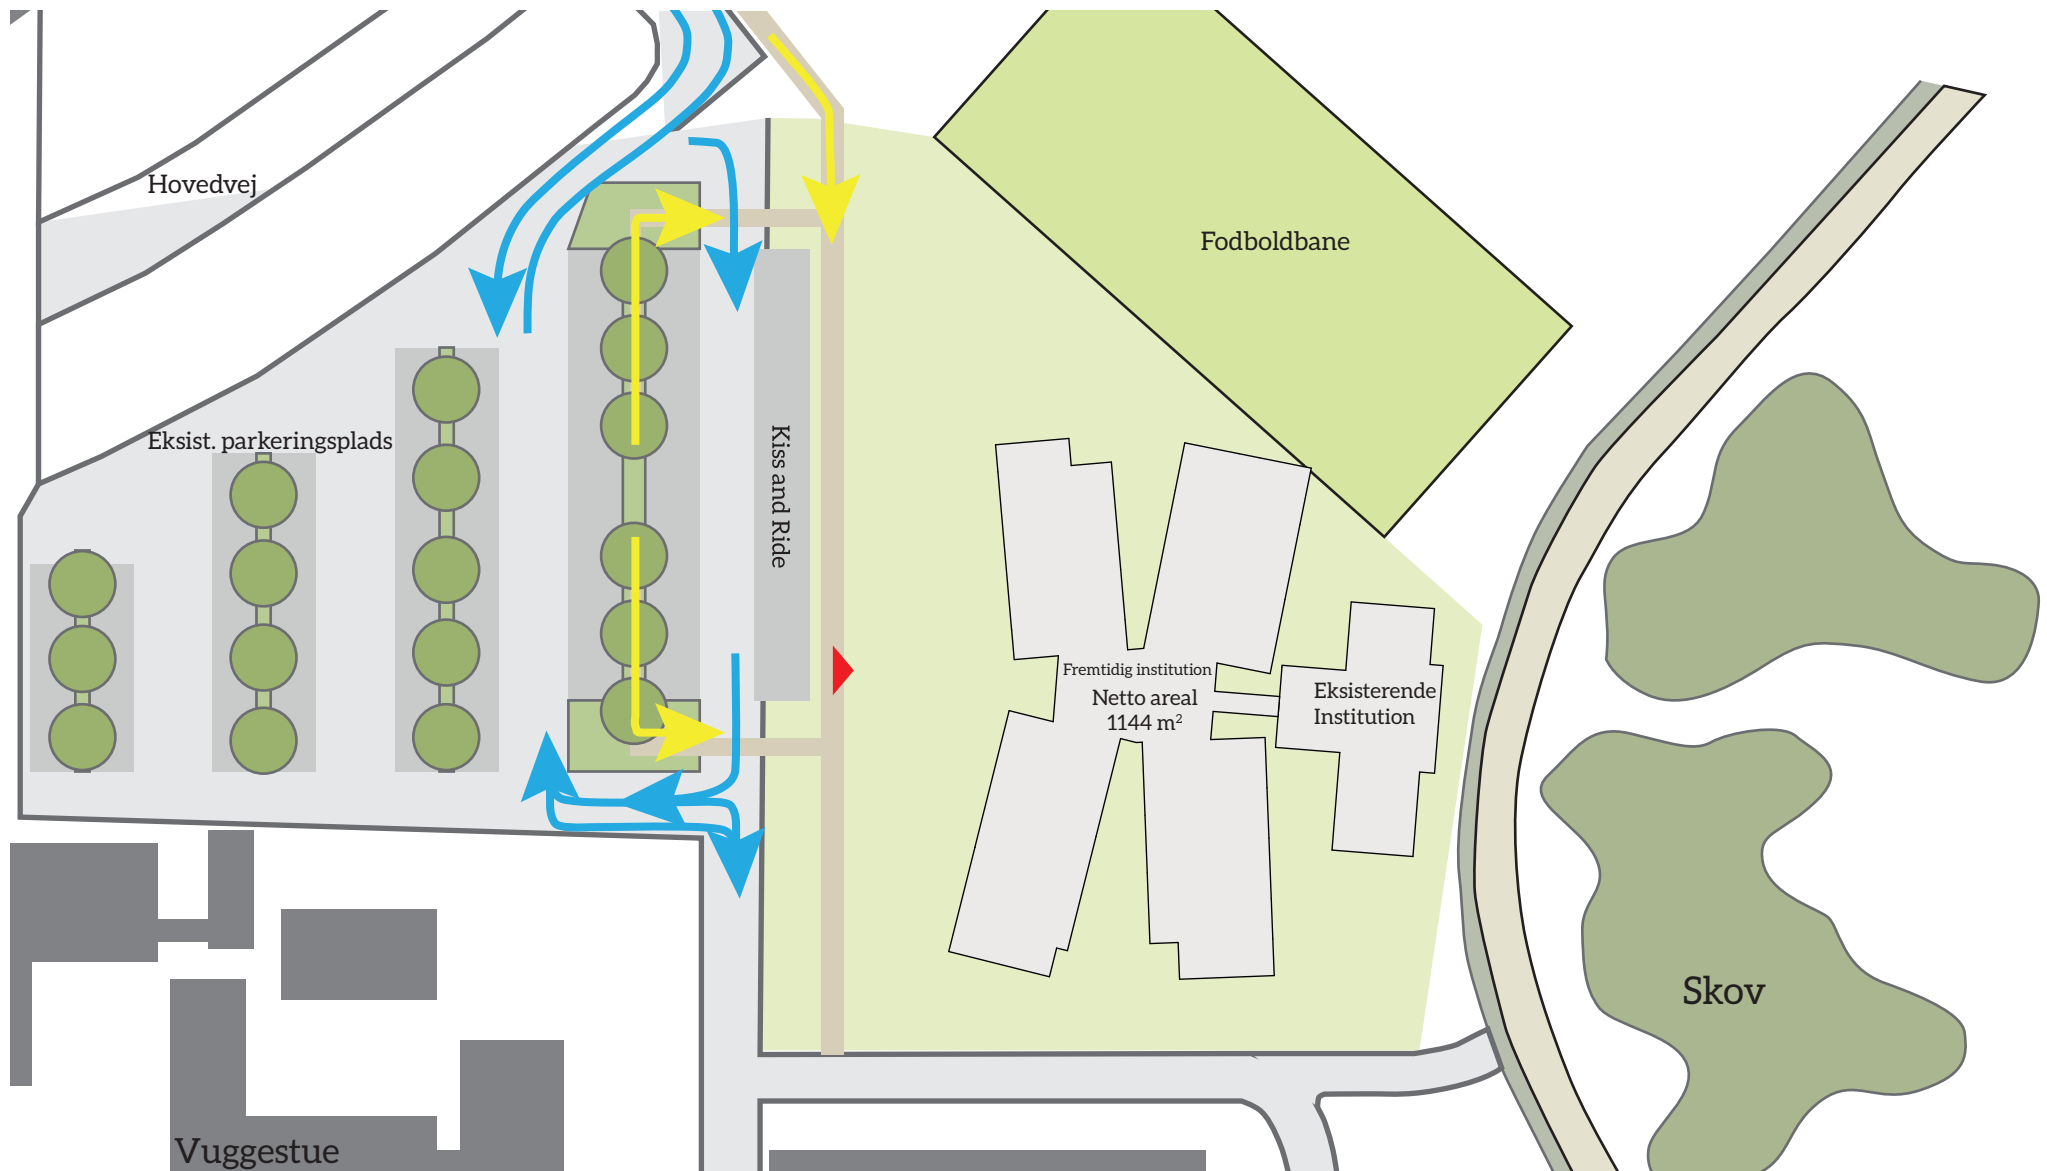 Hovedvej
Fodboldbane
Eksist. parkeringsplads
Kiss and Ride
Fremtidig institution
Netto areal
1144 m²
Eksisterende
Institution
Skov
Vuggestue